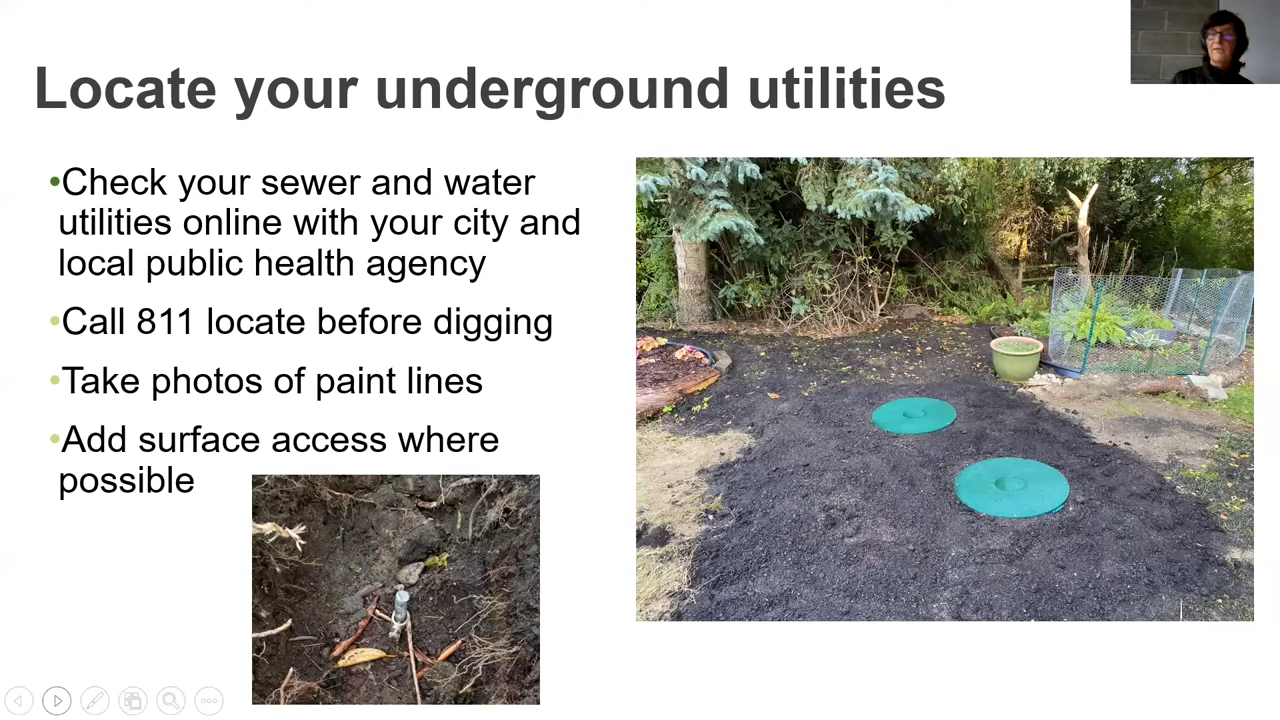 Locate your underground utilities
•Check your sewer and water
utilities online with your city and
local public health agency
•Call 811 locate before digging
•Take photos of paint lines
•Add surface access where
possible